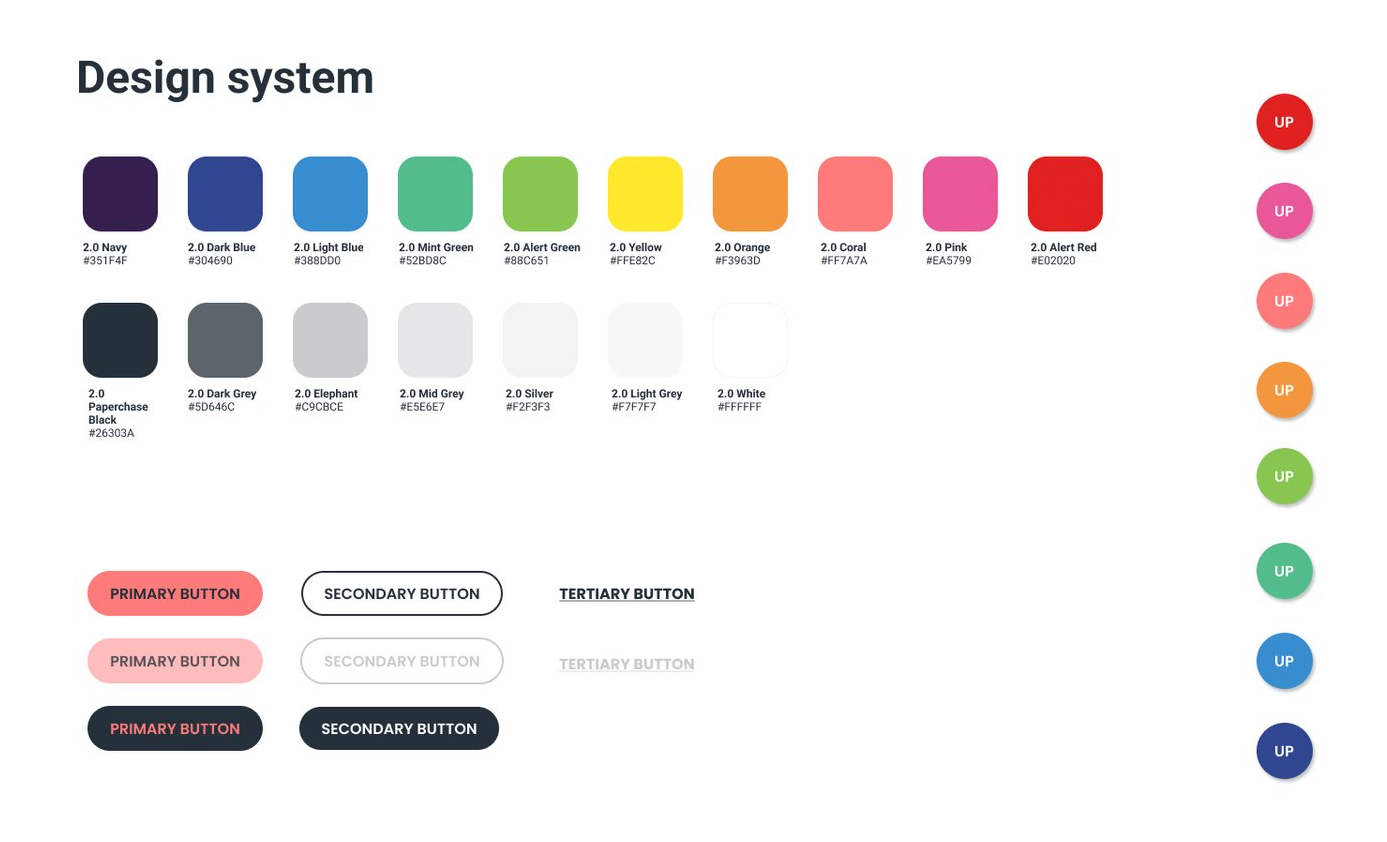 Design system
2.0 Navy
#351F4F
2.0 Dark Blue
#304690
2.0 Light Blue
#388DD0
2.0 Mint Green
#52BD8C
2.0 Alert Green
#88C651
2.0 Yellow
#FFE82C
2.0 Orange
#F3963D
2.0 Coral
#FF7A7A
2.0 Pink
#EA5799
2.0 Alert Red
#E02020
2.0
Paperchase
Black
#26303A
2.0 Dark Grey
#5D646C
2.0 Elephant
#C9CBCE
2.0 Mid Grey
#E5E6E7
2.0 Silver
#F2F3F3
2.0 Light Grey
#F7F7F7
2.0 White
#FFFFFF
PRIMARY BUTTON
SECONDARY BUTTON
TERTIARY BUTTON
PRIMARY BUTTON
SECONDARY BUTTON
TERTIARY BUTTON
PRIMARY BUTTON
SECONDARY BUTTON
UP
UP
UP
UP
UP
UP
UP
UP